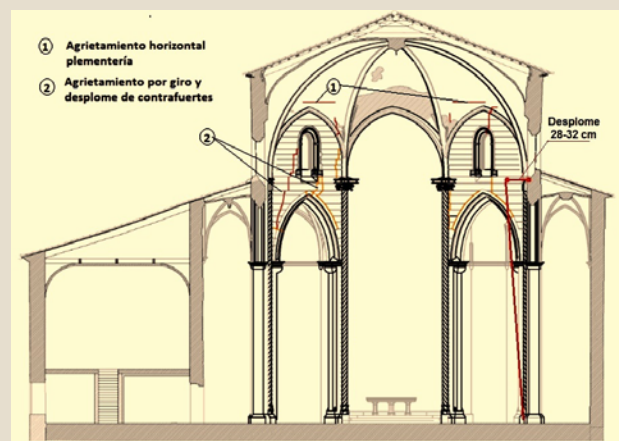 1 Agrietamiento horizontal
plementería
2 Agrietamiento por giro y
desplome de contrafuertes
1
2
Desplome
28-32 cm